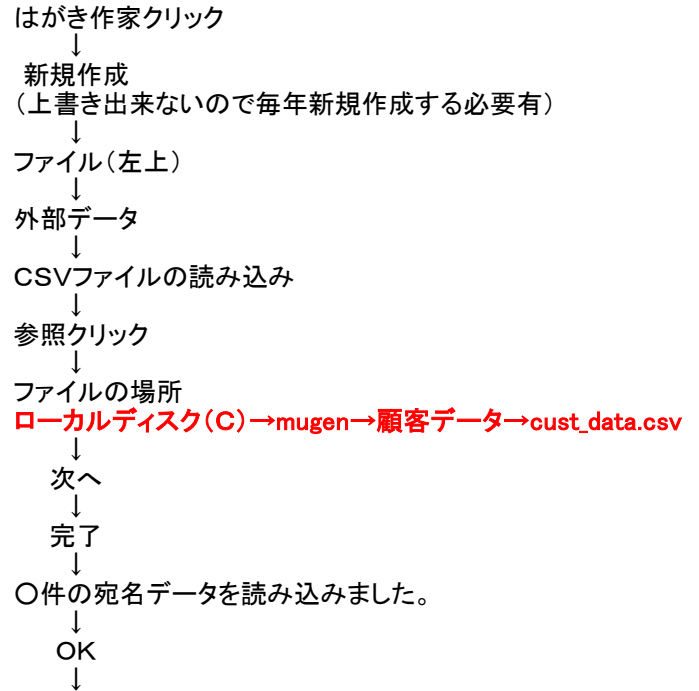 はがき作家クリック
↓
新規作成
（上書き出来ないので毎年新規作成する必要有）
↓
ファイル（左上）
↓
外部データ
↓
CSVファイルの読み込み
↓
参照クリック
↓
ファイルの場所
ローカルディスク（C）→mugen→顧客データ→cust_data.csv
↓
次へ
↓
完了
↓
〇件の宛名データを読み込みました。
↓
OK
↓